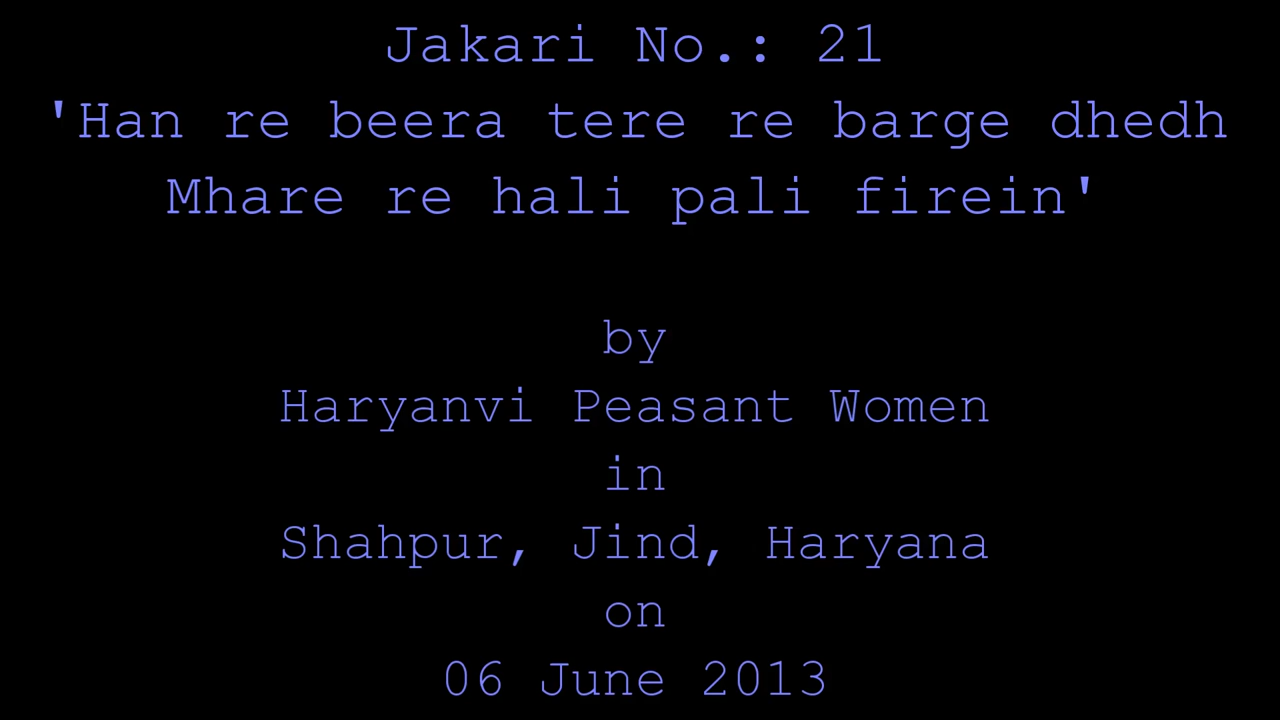 Jakari No.: 21
'Han re beera tere re barge dhedh
Mhare re hali pali firein'
by
Haryanvi Peasant Women
in
Shahpur, Jind, Haryana
on
06 June 2013